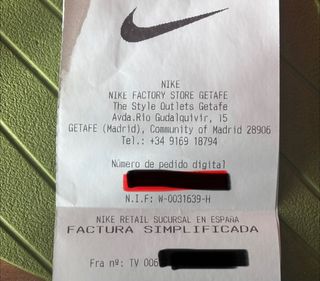 NIKE
NIKE FACTORY STORE GETAFE
The Style Outlets Getafe
Avda.Río Gudalquivir, 15
GETAFE (Madrid), Community of Madrid 28906
Tel.: +34 9169 18794
Número de pedido digital
N.I.F: W-0031639-H
NIKE RETAIL SUCURSAL EN ESPAÑA
FACTURA SIMPLIFICADA
Fra nº: TV 006